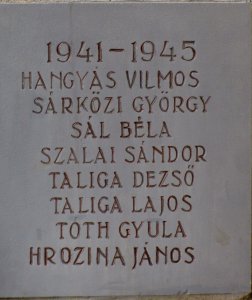 1941-1945
HANGYÁS VILMOS
SÁRKÖZI GYÖRGY
SÁL BÉLA
SZALAI SÁNDOR
TALIGA DEZSŐ
TALIGA LAJOS
TÓTH GYULA
HROZINA JÁNOS